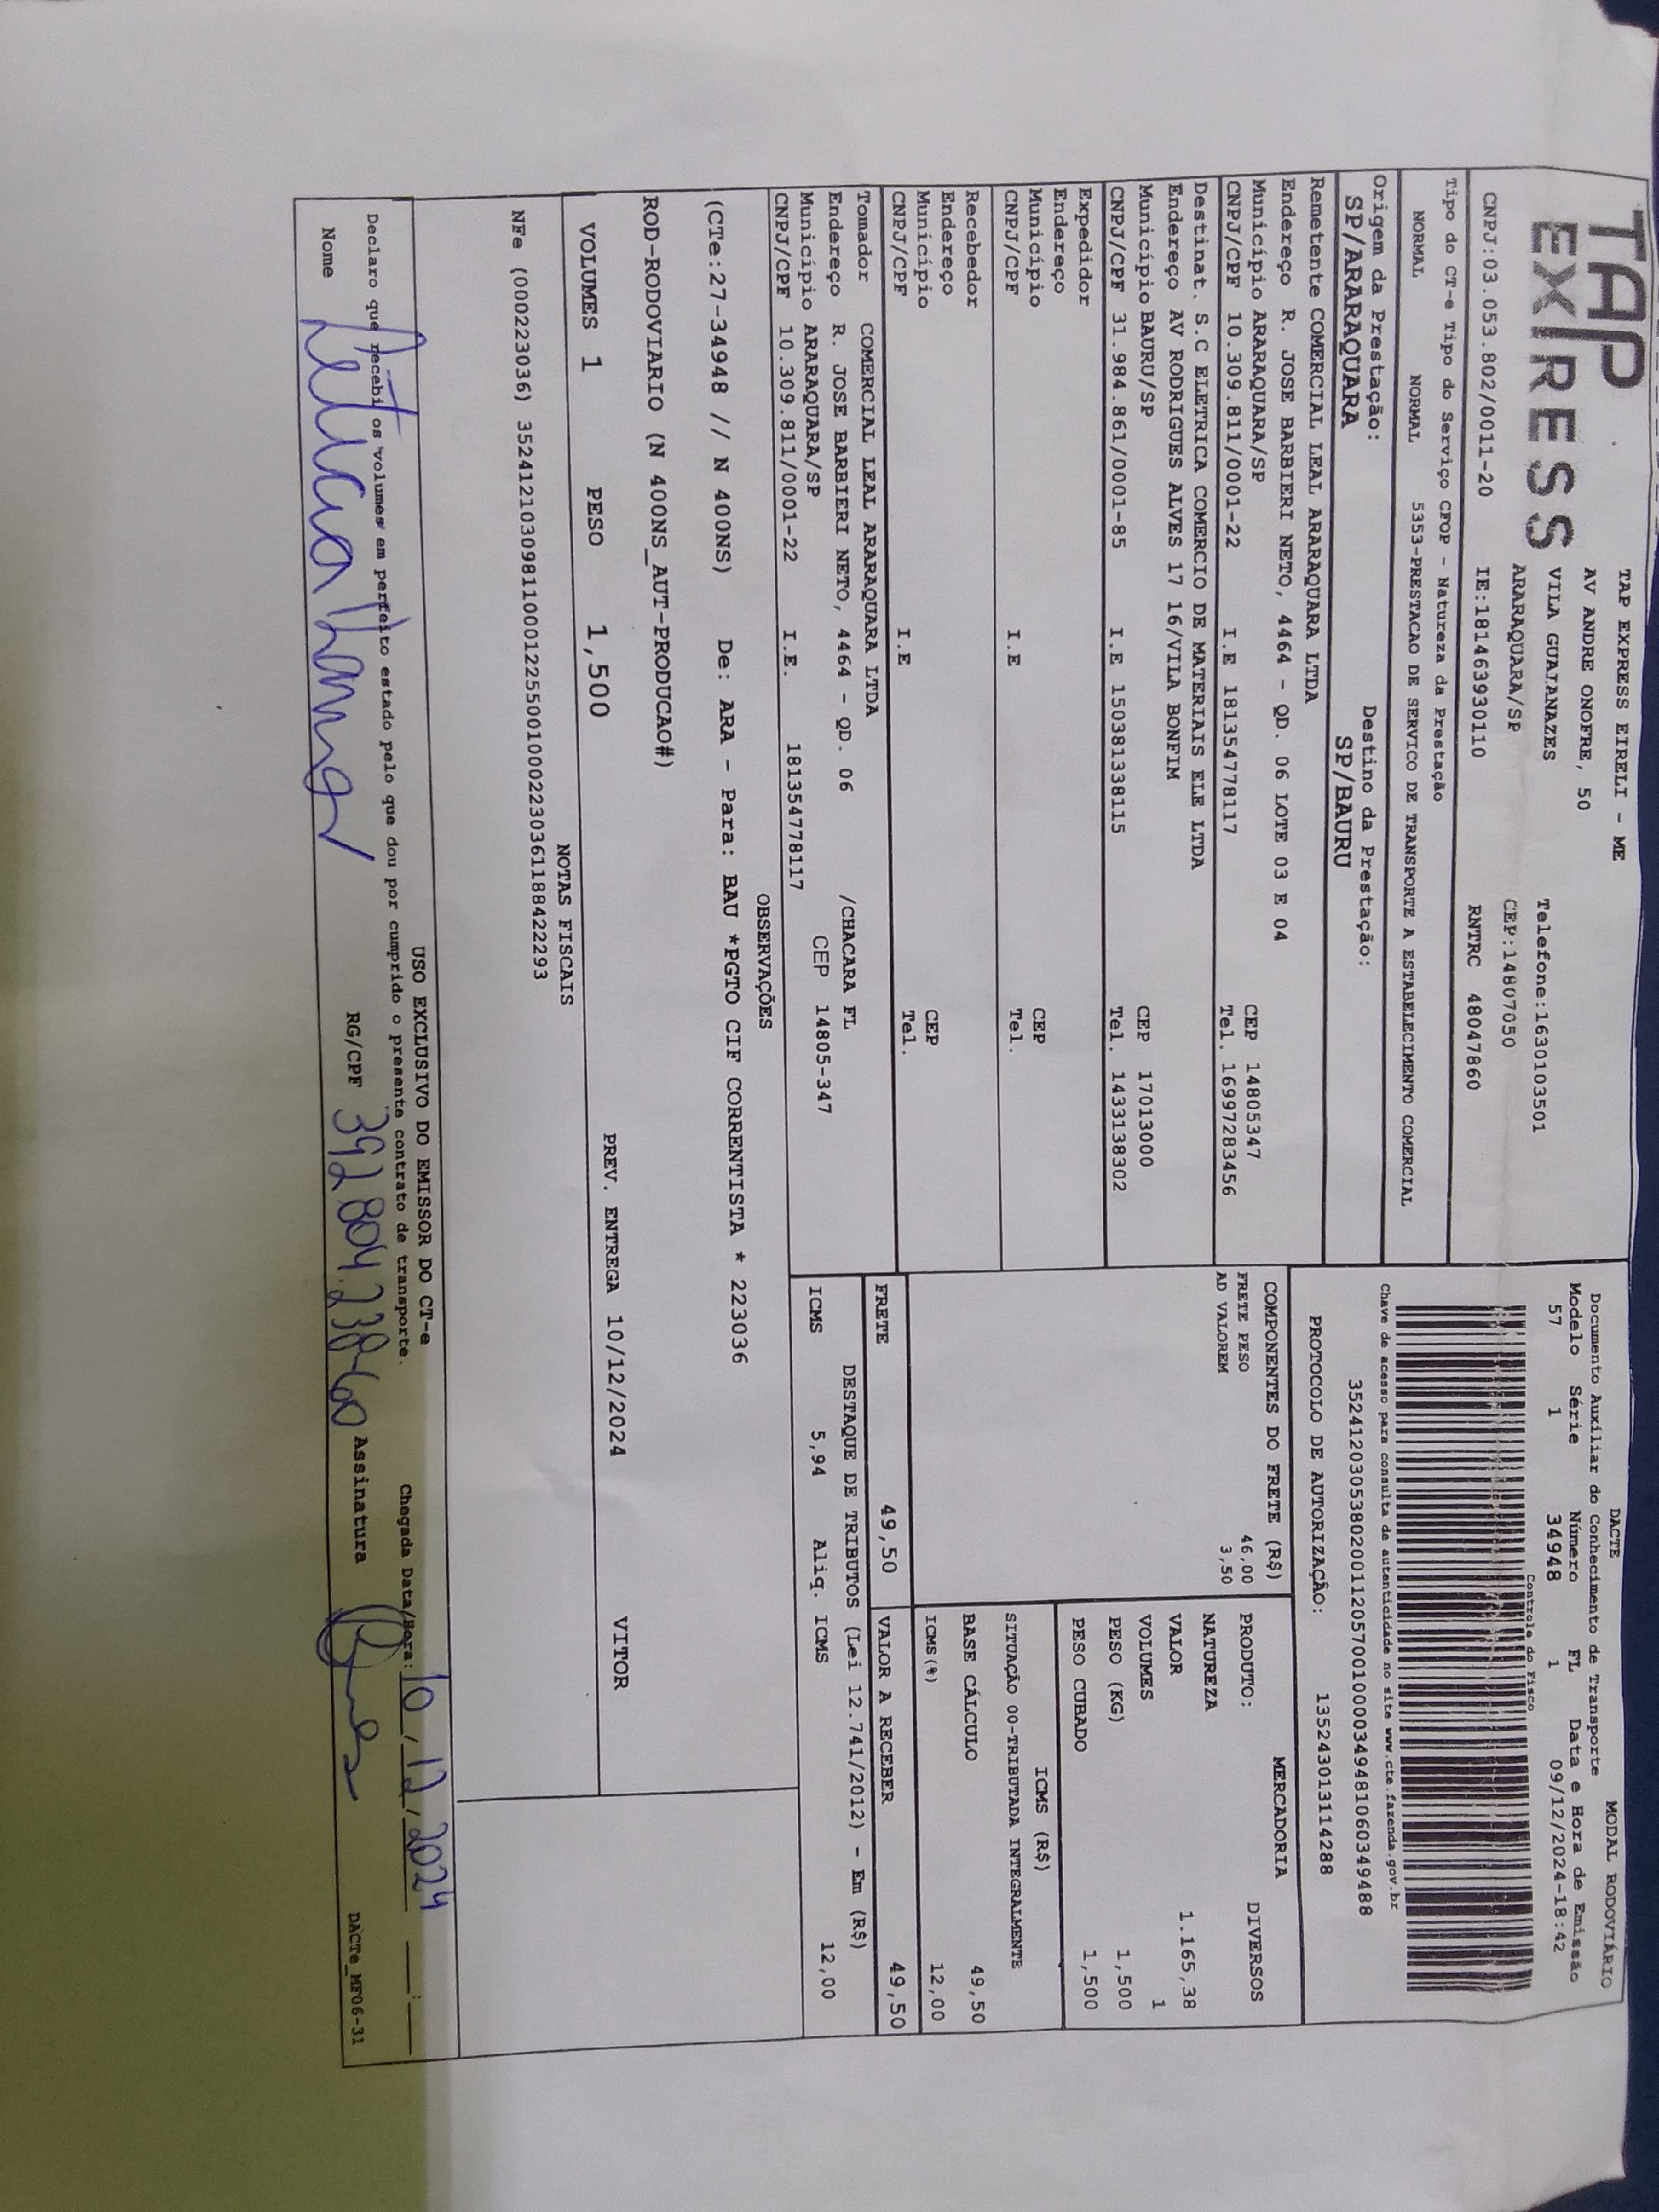 TAP
EXPRESS
TAP EXPRESS EIRELI - ME
AV ANDRE ONOFRE, 50
VILA GUAIANAZES
Telefone:1630103501
ARARAQUARA/SP
CEP:14807050
CNPJ:03.053.802/0011-20 IE:181463930110 RNTRC 48047860
DACTE MODAL RODOVIÁRIO
Documento Auxiliar do Conhecimento de Transporte
Modelo Série Número FL Data e Hora de Emissão
57 1 34948 1 09/12/2024-18:42
Controle do Fisco
Chave de acesso para consulta de autenticidade no site www.cte.fazenda.gov.br
35241203053802001120570010000349481060349488
PROTOCOLO DE AUTORIZAÇÃO: 135243013114288
Tipo do CT-e Tipo do Serviço CFOP - Natureza da Prestação
NORMAL NORMAL 5353-PRESTACAO DE SERVICO DE TRANSPORTE A ESTABELECIMENTO COMERCIAL
Origem da Prestação: Destino da Prestação:
SP/ARARAQUARA SP/BAURU
Remetente COMERCIAL LEAL ARARAQUARA LTDA
Endereço R. JOSE BARBIERI NETO, 4464 - QD. 06 LOTE 03 E 04
Município ARARAQUARA/SP CEP 14805347
CNPJ/CPF 10.309.811/0001-22 I.E 181354778117 Tel. 16997283456
Destinat. S.C ELETRICA COMERCIO DE MATERIAIS ELE LTDA
Endereço AV RODRIGUES ALVES 17 16/VILA BONFIM
Município BAURU/SP CEP 17013000
CNPJ/CPF 31.984.861/0001-85 I.E 150381338115 Tel. 1433138302
Expedidor
Endereço
Município CEP
CNPJ/CPF I.E Tel.
Recebedor
Endereço
Município CEP
CNPJ/CPF I.E Tel.
Tomador COMERCIAL LEAL ARARAQUARA LTDA
Endereço R. JOSE BARBIERI NETO, 4464 - QD. 06 /CHACARA FL
Município ARARAQUARA/SP CEP 14805-347
CNPJ/CPF 10.309.811/0001-22 I.E. 181354778117
COMPONENTES DO FRETE (R$)
FRETE PESO 46,00
AD VALOREM 3,50
MERCADORIA
PRODUTO: DIVERSOS
NATUREZA
VALOR 1.165,38
VOLUMES 1
PESO (KG) 1,500
PESO CUBADO 1,500
ICMS (R$)
SITUAÇÃO 00-TRIBUTADA INTEGRALMENTE
BASE CÁLCULO 49,50
ICMS(%) 12,00
FRETE 49,50 VALOR A RECEBER 49,50
DESTAQUE DE TRIBUTOS (Lei 12.741/2012) - Em (R$)
ICMS 5,94 Aliq. ICMS 12,00
OBSERVAÇÕES
(CTe:27-34948 // N 400NS) De: ARA - Para: BAU *PGTO CIF CORRENTISTA * 223036
ROD-RODOVIARIO (N 400NS_AUT-PRODUCAO#)
VOLUMES 1 PESO 1,500 PREV. ENTREGA 10/12/2024 VITOR
NOTAS FISCAIS
NFe (000223036) 35241210309811000122550010002230361188422293
USO EXCLUSIVO DO EMISSOR DO CT-e
Declaro que recebi os volumes em perfeito estado pelo que dou por cumprido o presente contrato de transporte. Chegada Data/Hora: 10/12/2024 __:__
Nome Letícia RG/CPF 392804238-60 Assinatura
DACTe_MF06-31